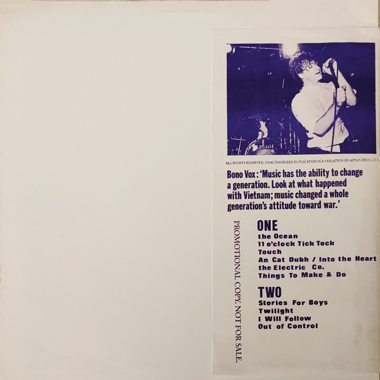 ALL RIGHTS RESERVED. UNAUTHORIZED DUPLICATION IS A VIOLATION OF APPLICABLE LAWS
Bono Vox: 'Music has the ability to change
a generation. Look at what happened
with Vietnam; music changed a whole
generation's attitude toward war.'
ONE
the Ocean
11 o'clock Tick Tock
Touch
An Cat Dubh / Into the Heart
the Electric Co.
Things To Make & Do
TWO
Stories For Boys
Twilight
I Will Follow
Out of Control
PROMOTIONAL COPY. NOT FOR SALE.